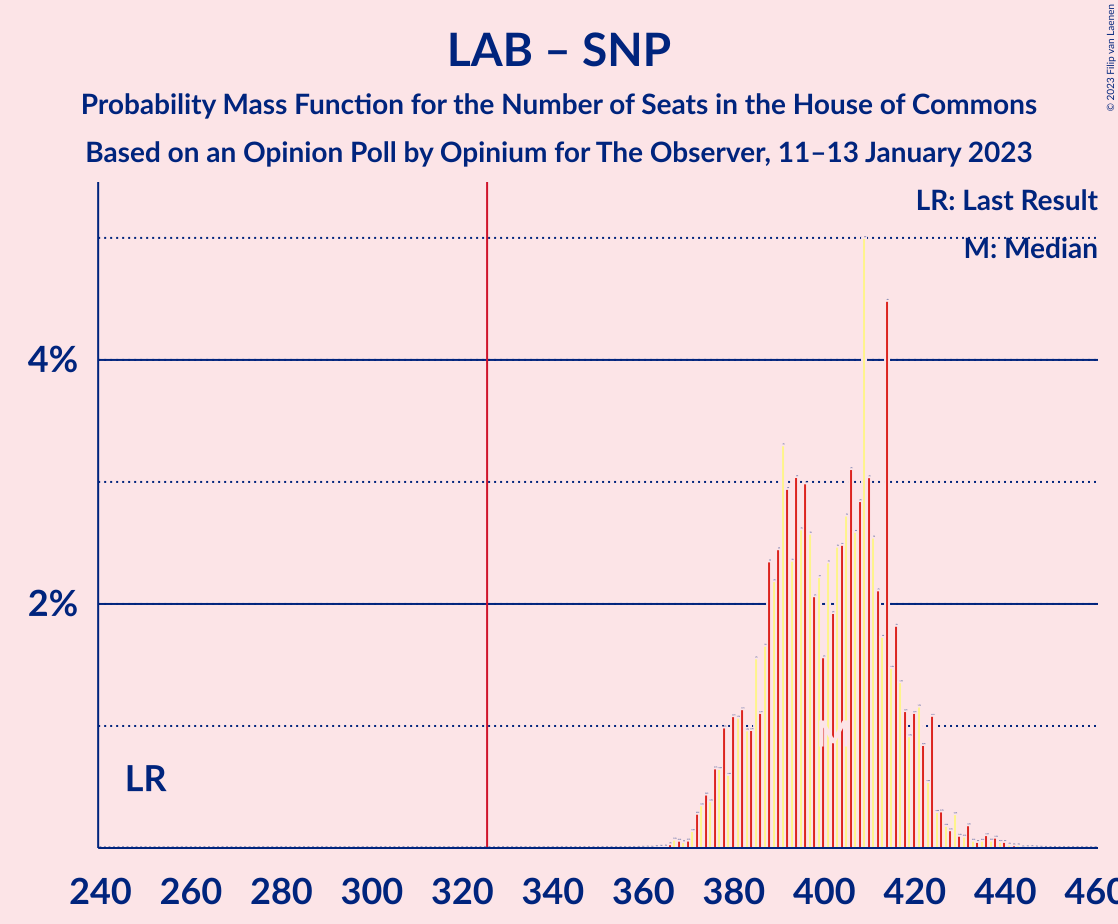 LAB – SNP
Probability Mass Function for the Number of Seats in the House of Commons
Based on an Opinion Poll by Opinium for The Observer, 11–13 January 2023
© 2023 Filip van Laenen
LR: Last Result
M: Median
4%
2%
LR
M
240 260 280 300 320 340 360 380 400 420 440 460